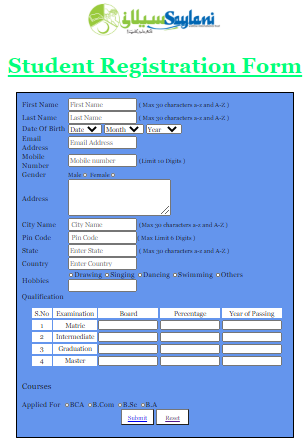 سیلانی Saylani
Student Registration Form
First Name First Name ( Max 30 characters a-z and A-Z )
Last Name Last Name ( Max 30 characters a-z and A-Z )
Date Of Birth Date Month Year
Email Address Email Address
Mobile Number Mobile number (Limit 10 Digits )
Gender Male Female
Address
City Name City Name (Max 30 characters a-z and A-Z )
Pin Code Pin Code ( Max Limit 6 Digits )
State Enter State (Max 30 characters a-z and A-Z )
Country Enter Country
Hobbies Drawing Singing Dancing Swimming Others
Qualification
S.No Examination Board Percentage Year of Passing
1 Matric
2 Intermediate
3 Graduation
4 Master
Courses
Applied For BCA B.Com B.Sc B.A
Submit Reset